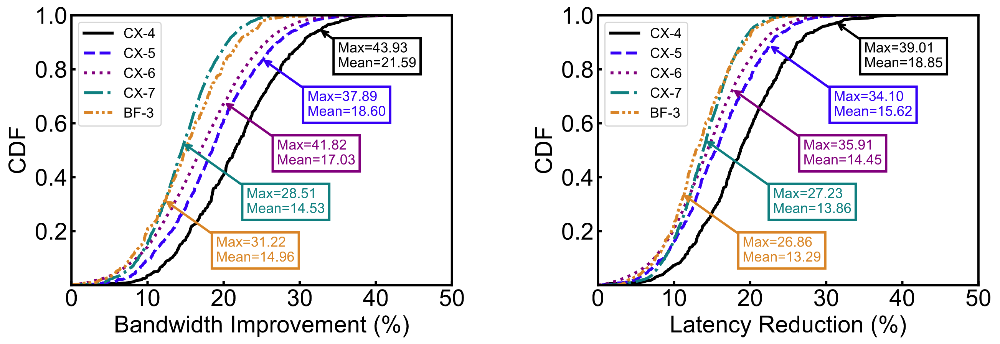 1.0
0.8
0.6
0.4
0.2
CDF
CX-4
CX-5
CX-6
CX-7
BF-3
Max=43.93
Mean=21.59
Max=37.89
Mean=18.60
Max=41.82
Mean=17.03
Max=28.51
Mean=14.53
Max=31.22
Mean=14.96
0 10 20 30 40 50
Bandwidth Improvement (%)
1.0
0.8
0.6
0.4
0.2
CDF
CX-4
CX-5
CX-6
CX-7
BF-3
Max=39.01
Mean=18.85
Max=34.10
Mean=15.62
Max=35.91
Mean=14.45
Max=27.23
Mean=13.86
Max=26.86
Mean=13.29
0 10 20 30 40 50
Latency Reduction (%)